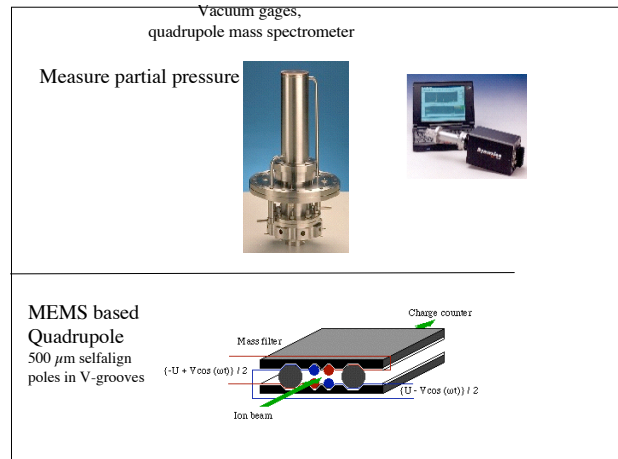 Vacuum gages,
quadrupole mass spectrometer
Measure partial pressure
MEMS based
Quadrupole
500 µm selfalign
poles in V-grooves
Charge counter
Mass filter
{-U + Vcos (ωt)} / 2
{U - Vcos (ωt)} / 2
Ion beam